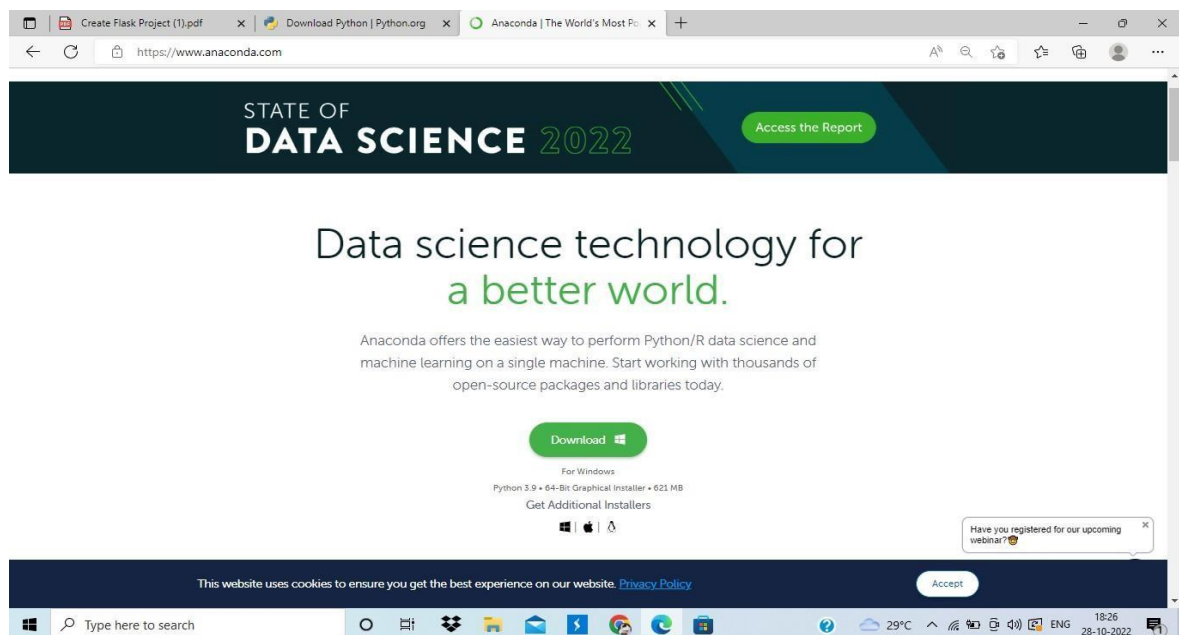 Create Flask Project (1).pdf
Download Python | Python.org
Anaconda | The World's Most Po
https://www.anaconda.com
STATE OF
DATA SCIENCE 2022
Access the Report
Data science technology for
a better world.
Anaconda offers the easiest way to perform Python/R data science and
machine learning on a single machine. Start working with thousands of
open-source packages and libraries today.
Download
For Windows
Python 3.9 • 64-Bit Graphical Installer • 621 MB
Get Additional Installers
Have you registered for our upcoming
webinar?
This website uses cookies to ensure you get the best experience on our website. Privacy Policy
Accept
Type here to search
29°C
ENG
18:26
28-10-2022